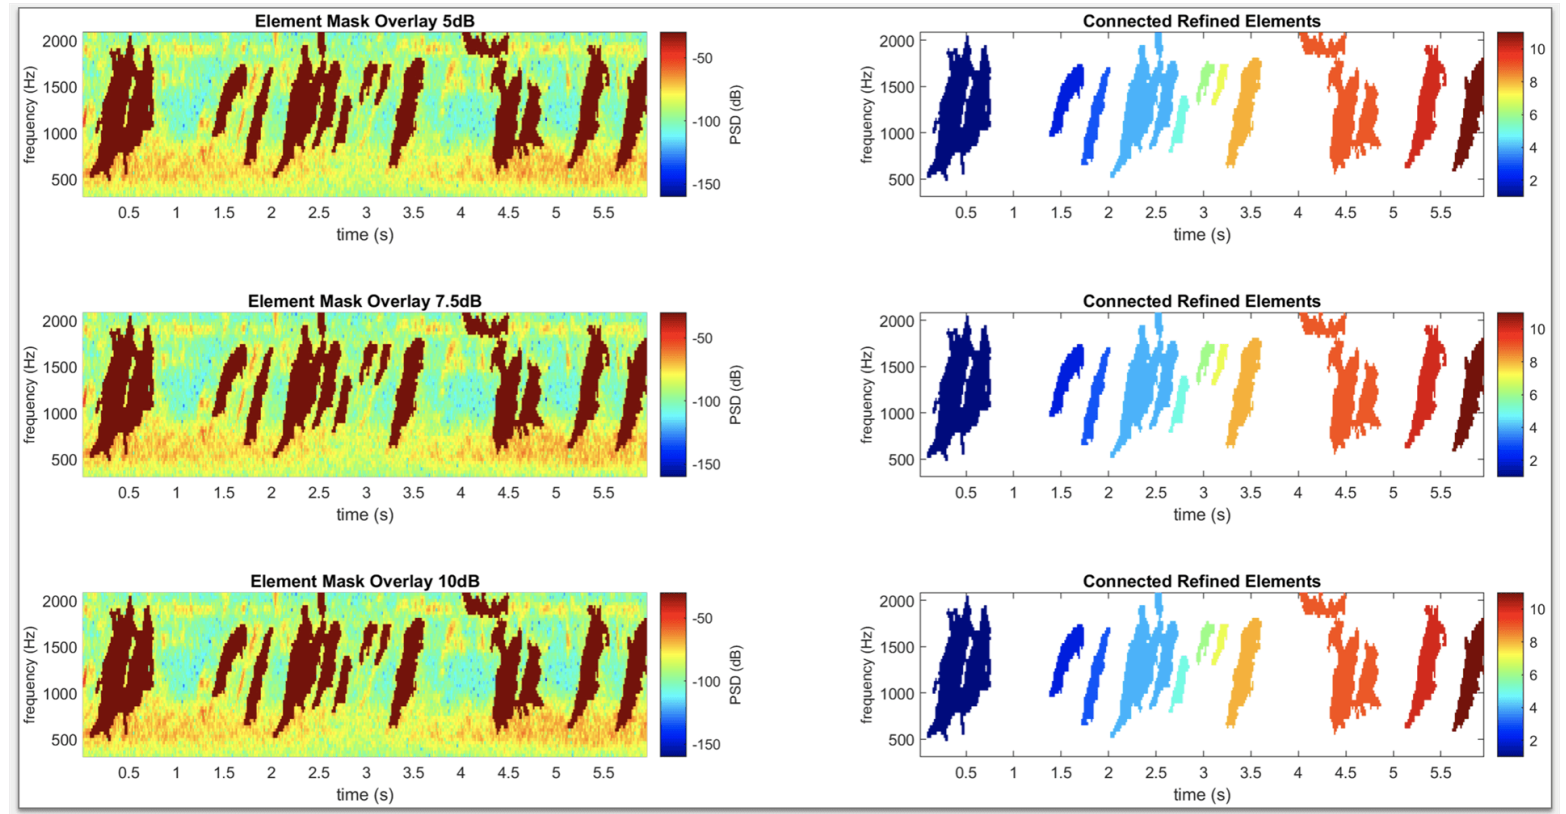 Element Mask Overlay 5dB
frequency (Hz)
2000
1500
1000
500
0.5 1 1.5 2 2.5 3 3.5 4 4.5 5 5.5
time (s)
-50
-100
-150
PSD (dB)
Connected Refined Elements
frequency (Hz)
2000
1500
1000
500
0.5 1 1.5 2 2.5 3 3.5 4 4.5 5 5.5
time (s)
10
8
6
4
2
Element Mask Overlay 7.5dB
frequency (Hz)
2000
1500
1000
500
0.5 1 1.5 2 2.5 3 3.5 4 4.5 5 5.5
time (s)
-50
-100
-150
PSD (dB)
Connected Refined Elements
frequency (Hz)
2000
1500
1000
500
0.5 1 1.5 2 2.5 3 3.5 4 4.5 5 5.5
time (s)
10
8
6
4
2
Element Mask Overlay 10dB
frequency (Hz)
2000
1500
1000
500
0.5 1 1.5 2 2.5 3 3.5 4 4.5 5 5.5
time (s)
-50
-100
-150
PSD (dB)
Connected Refined Elements
frequency (Hz)
2000
1500
1000
500
0.5 1 1.5 2 2.5 3 3.5 4 4.5 5 5.5
time (s)
10
8
6
4
2